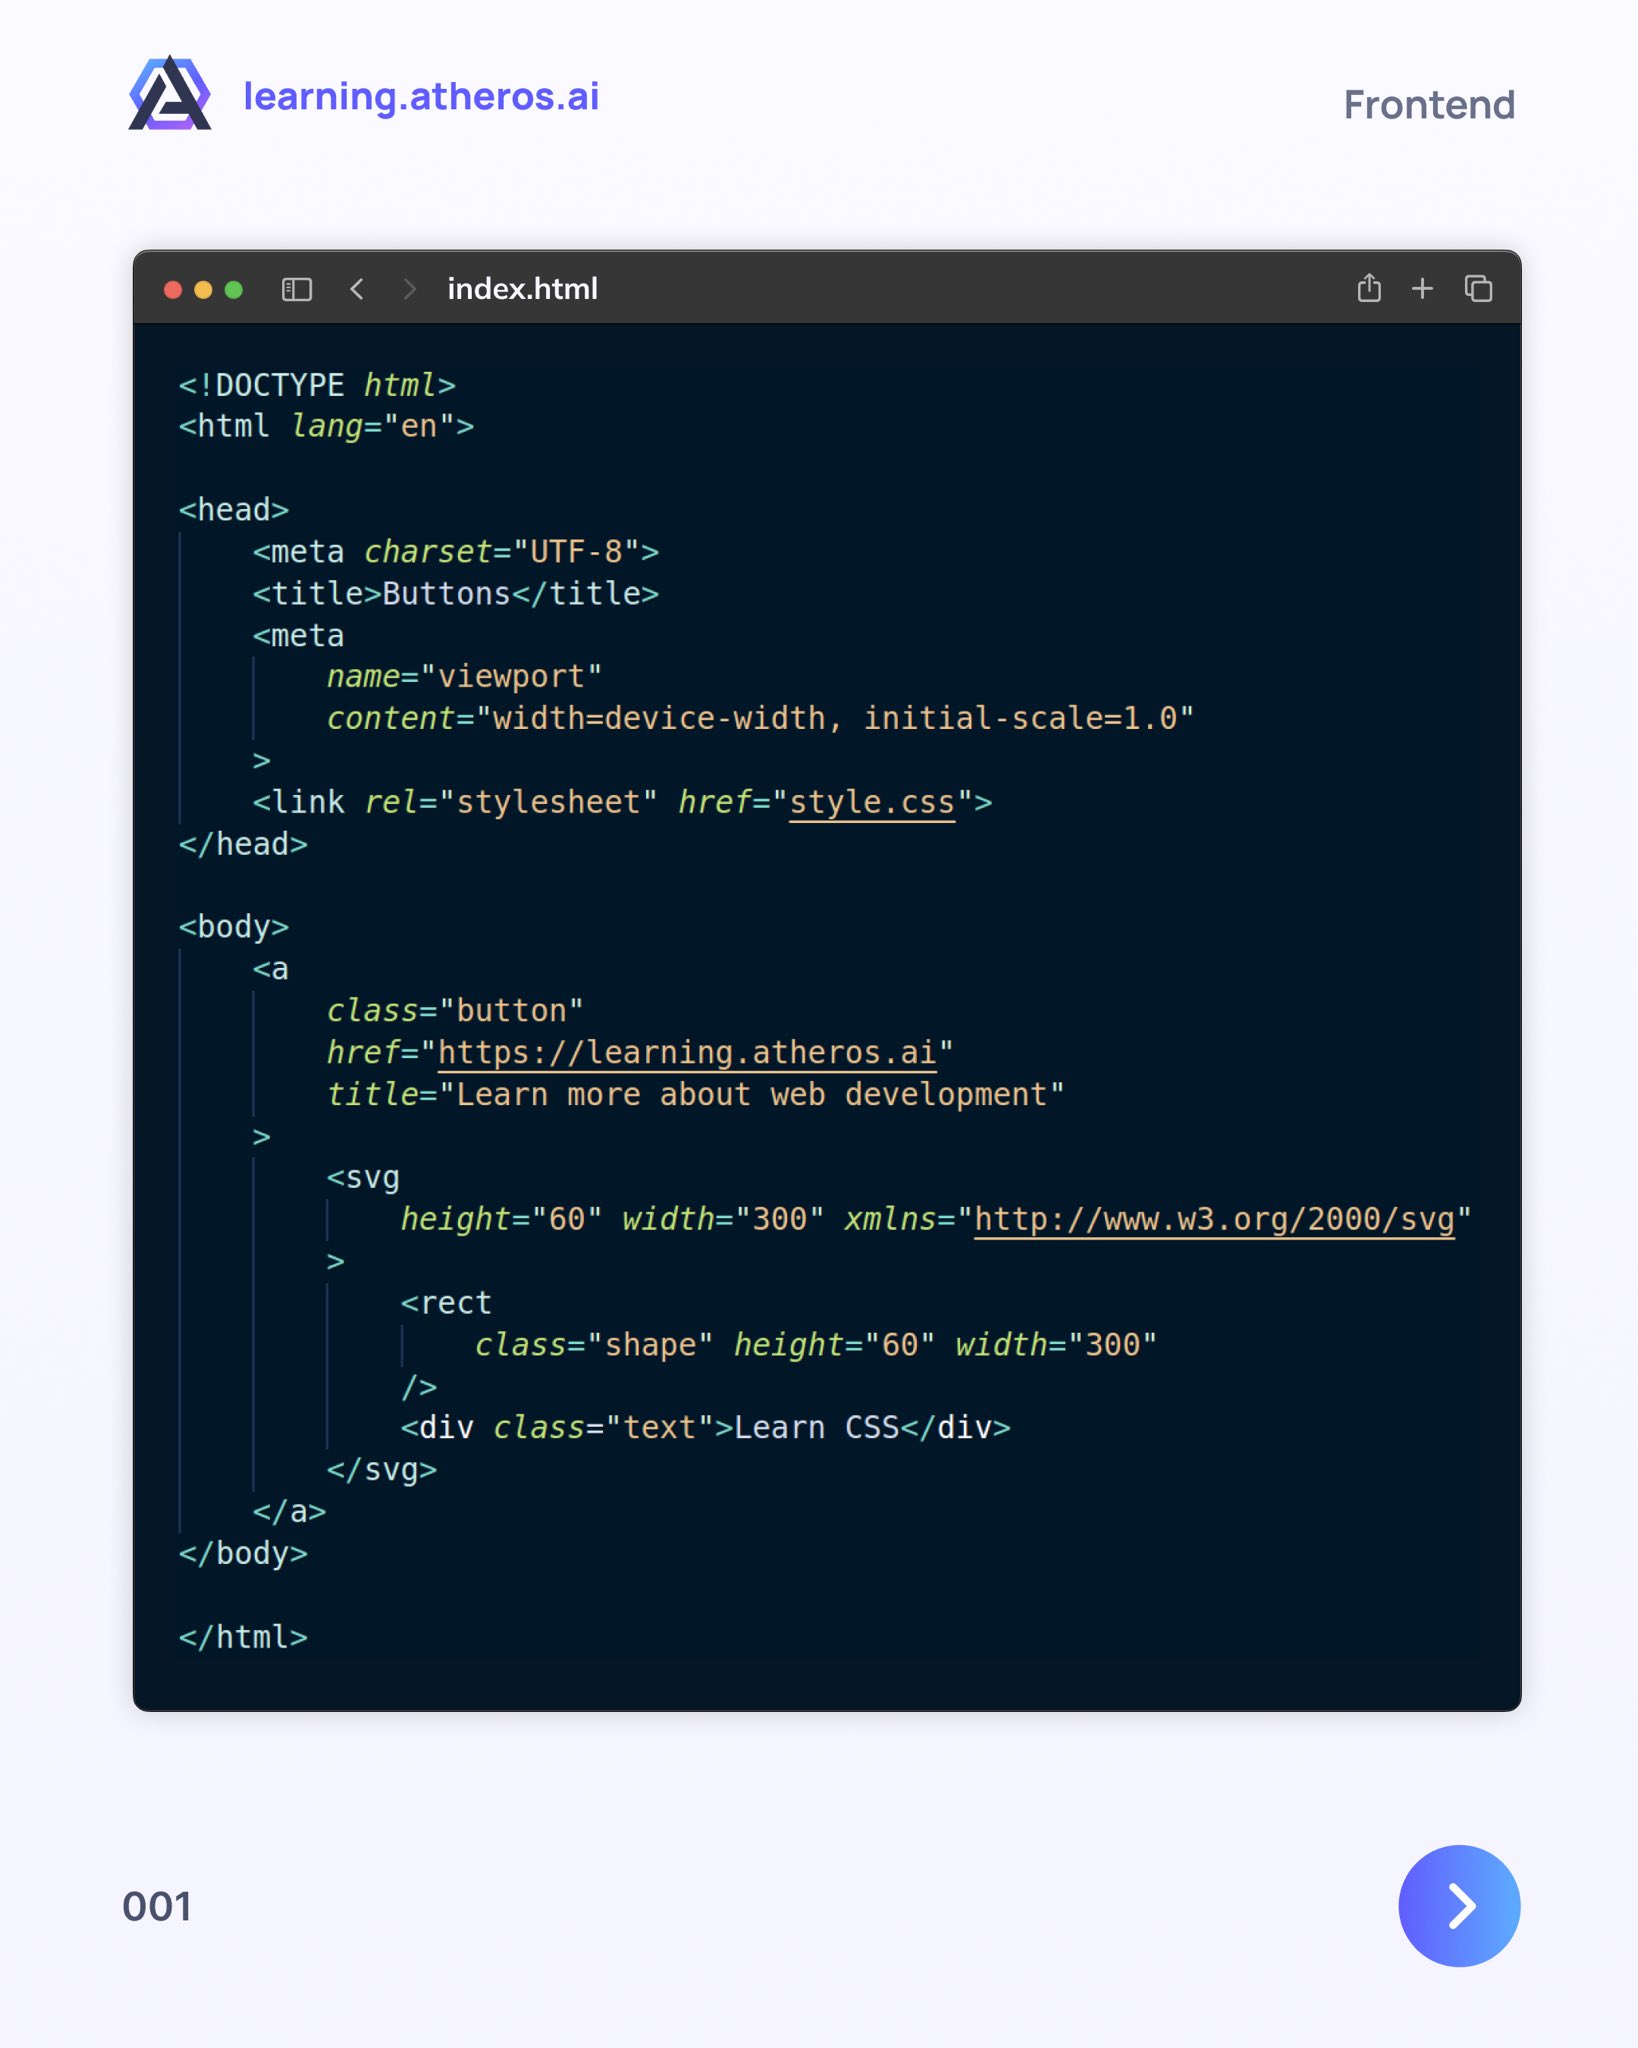 learning.atheros.ai
Frontend
index.html
<!DOCTYPE html>
<html lang="en">
<head>
<meta charset="UTF-8">
<title>Buttons</title>
<meta
name="viewport"
content="width=device-width, initial-scale=1.0"
>
<link rel="stylesheet" href="style.css">
</head>
<body>
<a
class="button"
href="https://learning.atheros.ai"
title="Learn more about web development"
>
<svg
height="60" width="300" xmlns="http://www.w3.org/2000/svg"
>
<rect
class="shape" height="60" width="300"
/>
<div class="text">Learn CSS</div>
</svg>
</a>
</body>
</html>
001